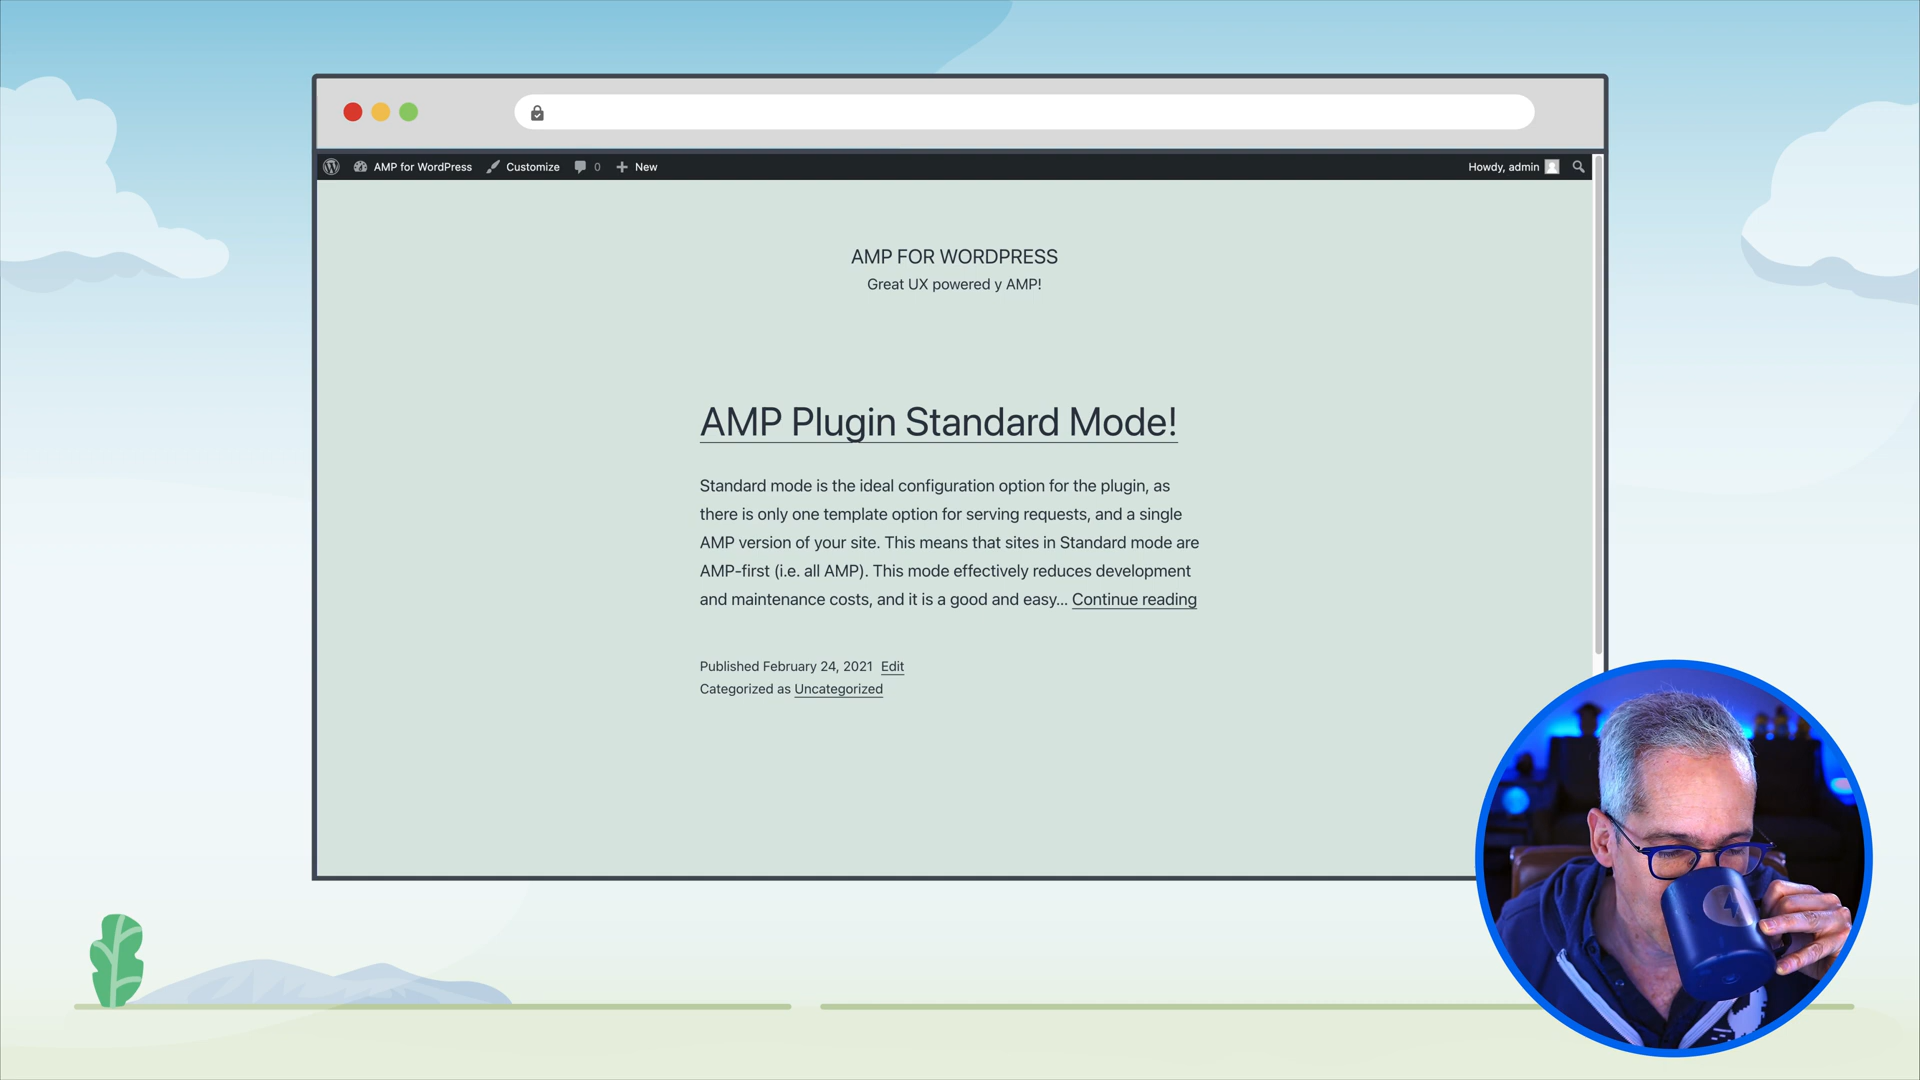 AMP for WordPress Customize 0 New Howdy, admin
AMP FOR WORDPRESS
Great UX powered y AMP!
AMP Plugin Standard Mode!
Standard mode is the ideal configuration option for the plugin, as
there is only one template option for serving requests, and a single
AMP version of your site. This means that sites in Standard mode are
AMP-first (i.e. all AMP). This mode effectively reduces development
and maintenance costs, and it is a good and easy... Continue reading
Published February 24, 2021 Edit
Categorized as Uncategorized